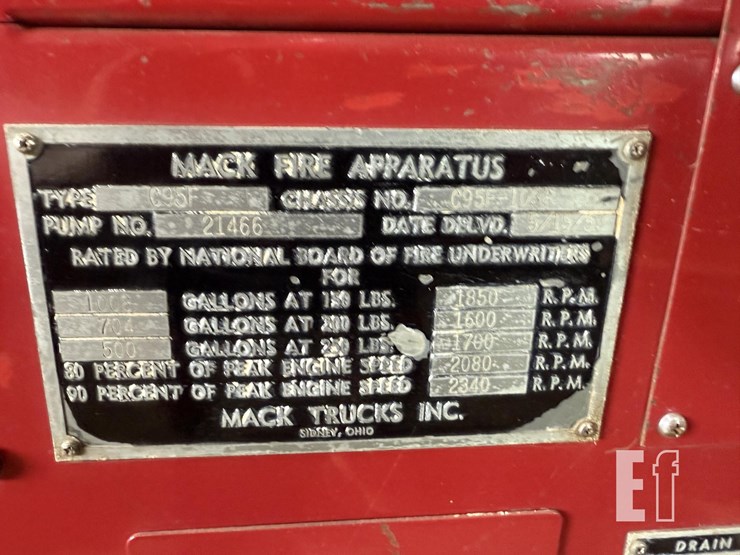 MACK FIRE APPARATUS
TYPE C95F CHASSIS NO.
PUMP NO. 21466 DATE DELVD.
RATED BY NATIONAL BOARD OF FIRE UNDERWRITERS
FOR
GALLONS AT 150 LBS. 1850 R.P.M.
704 GALLONS AT 200 LBS. 1600 R.P.M.
500 GALLONS AT 250 LBS. 1700 R.P.M.
80 PERCENT OF PEAK ENGINE SPEED 2080 R.P.M.
90 PERCENT OF PEAK ENGINE SPEED 2340 R.P.M.
MACK TRUCKS INC.
SIDNEY, OHIO
Ef
DRAIN